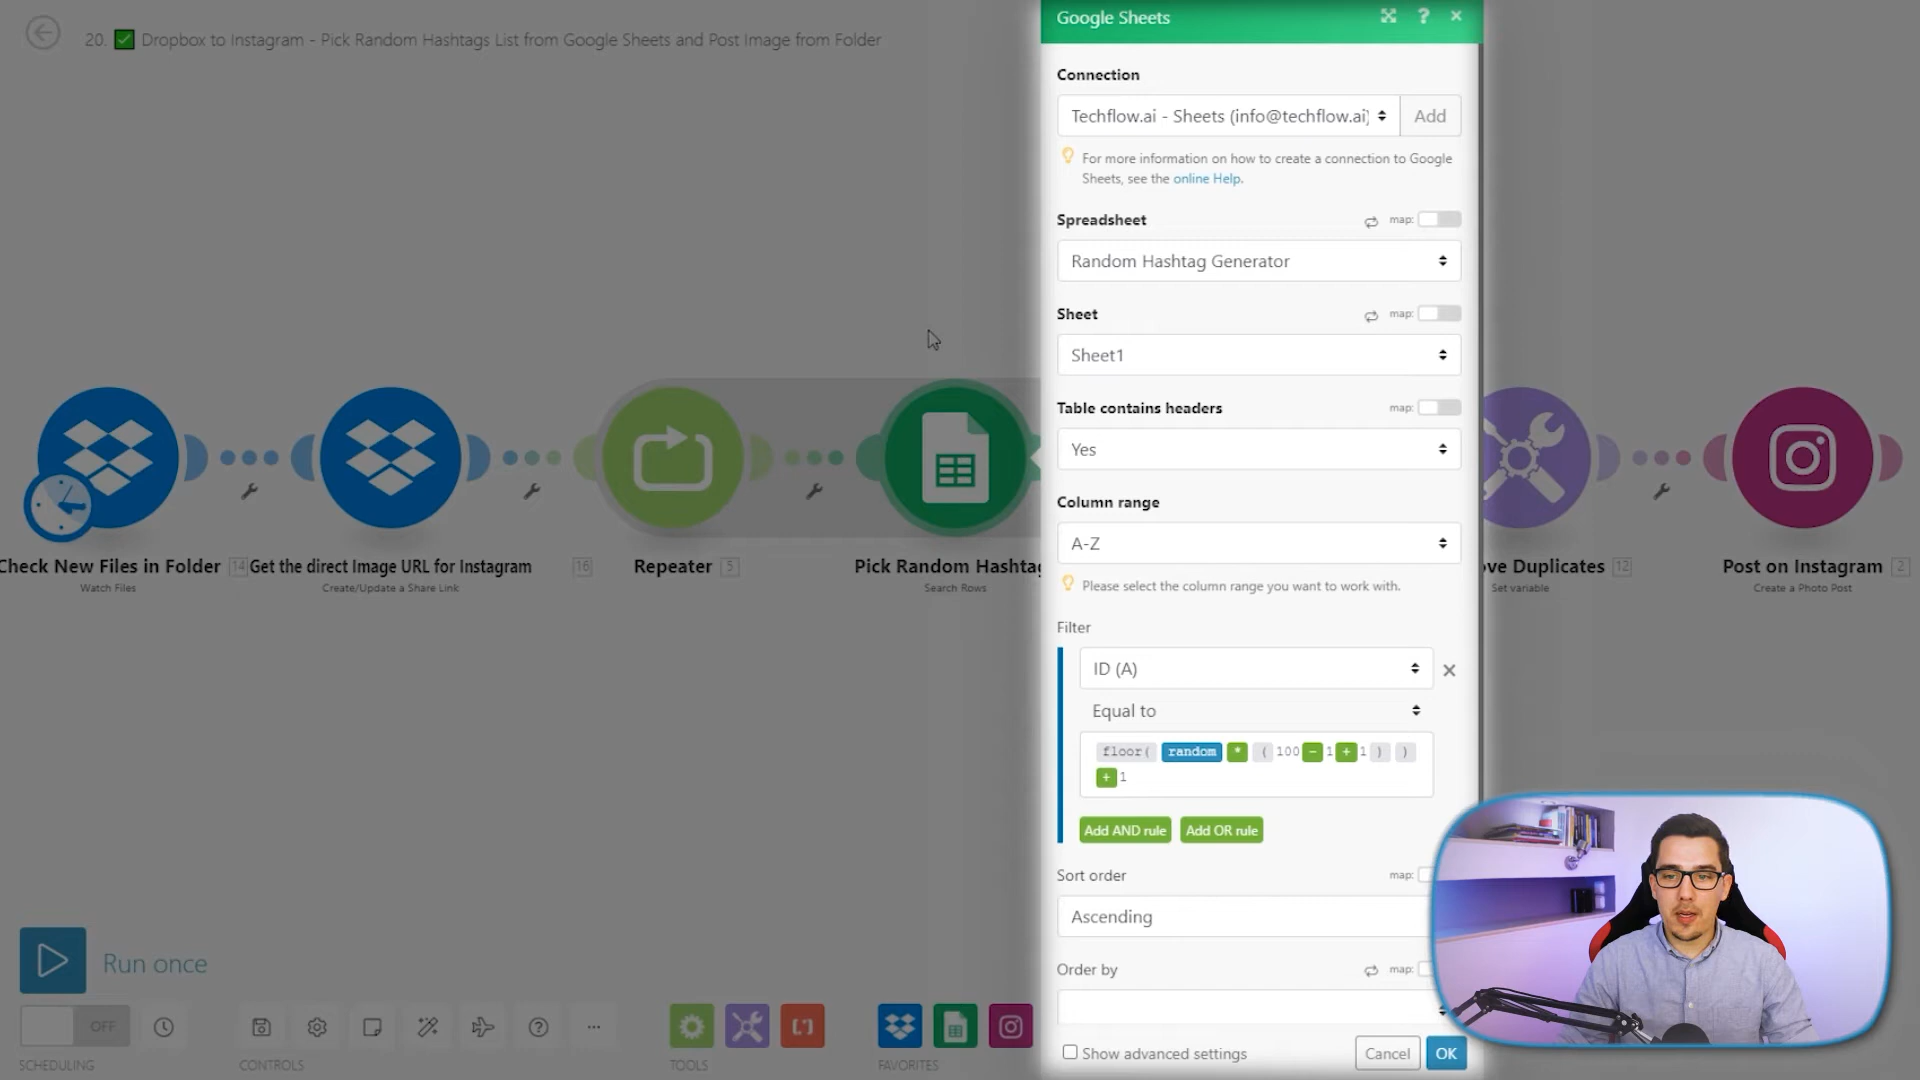 20. Dropbox to Instagram - Pick Random Hashtags List from Google Sheets and Post Image from Folder
Google Sheets
?
Connection
Techflow.ai - Sheets (info@techflow.ai)
Add
For more information on how to create a connection to Google
Sheets, see the online Help.
Spreadsheet
map:
Random Hashtag Generator
Sheet
map:
Sheet1
Table contains headers
map:
Yes
Column range
A-Z
Please select the column range you want to work with.
Filter
ID (A)
Equal to
floor( random * ( 100 - 1 + 1 ) )
+ 1
Add AND rule
Add OR rule
Sort order
map:
Ascending
Order by
map:
Show advanced settings
Cancel
OK
Check New Files in Folder 14
Watch Files
Get the direct Image URL for Instagram 16
Create/Update a Share Link
Repeater 5
Pick Random Hashtag
Search Rows
ove Duplicates 12
Set variable
Post on Instagram 2
Create a Photo Post
Run once
OFF
SCHEDULING
?
...
CONTROLS
TOOLS
FAVORITES